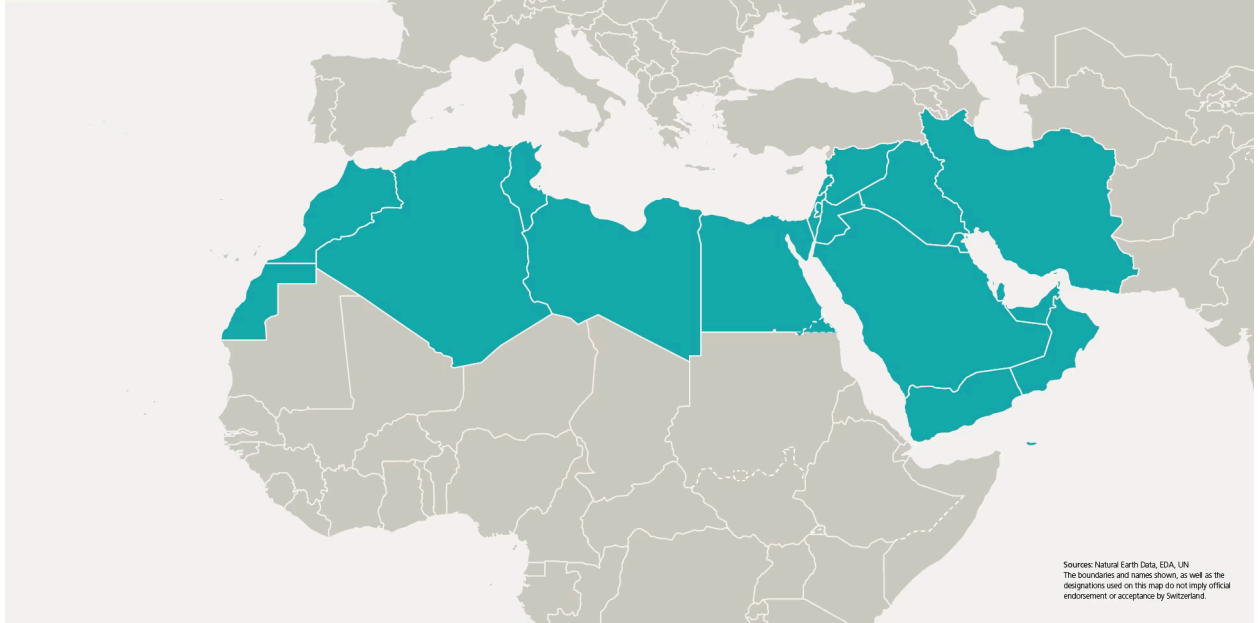 Sources: Natural Earth Data, EDA, UN
The boundaries and names shown, as well as the
designations used on this map do not imply official
endorsement or acceptance by Switzerland.